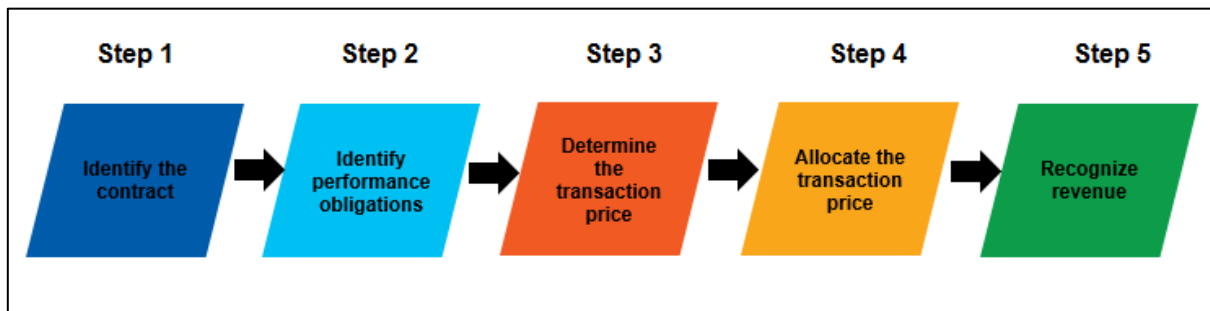 Step 1
Step 2
Step 3
Step 4
Step 5
Identify the
contract
Identify
performance
obligations
Determine
the
transaction
price
Allocate the
transaction
price
Recognize
revenue